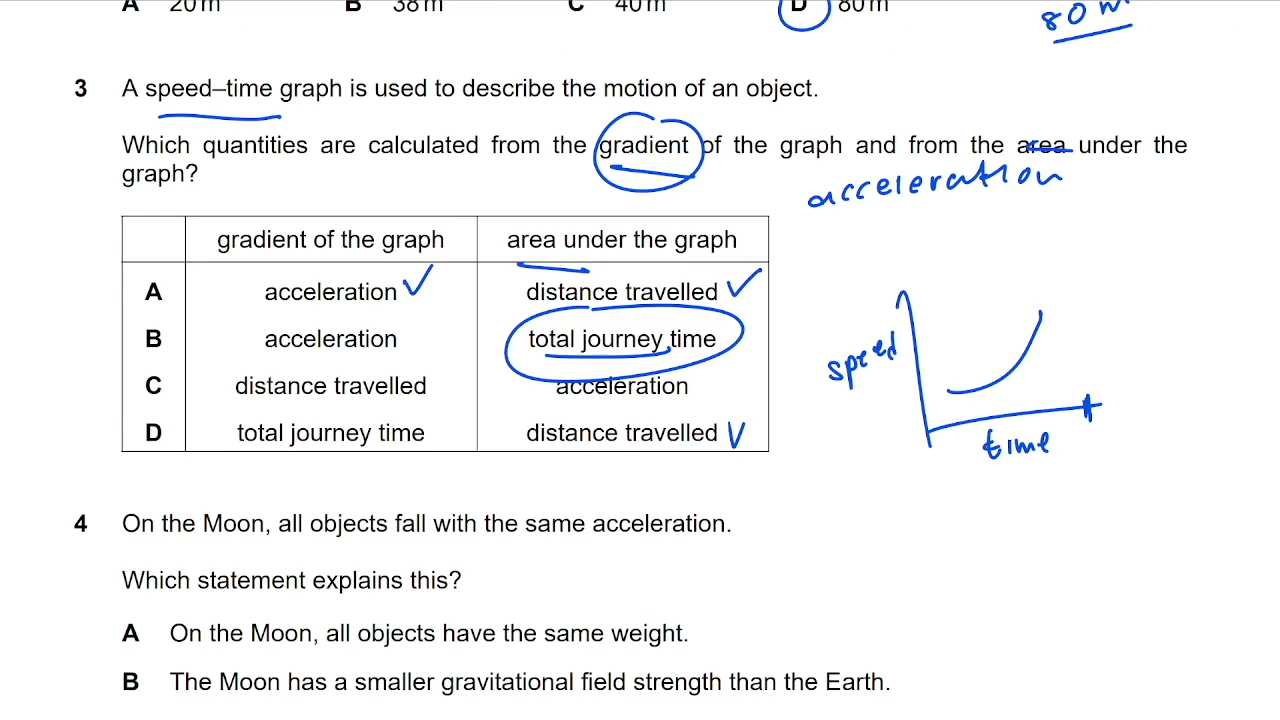 A 20 m B 38 m C 40 m D 80 m
80 m
3 A speed–time graph is used to describe the motion of an object.
Which quantities are calculated from the gradient of the graph and from the area under the
graph?
acceleration
gradient of the graph area under the graph
A acceleration distance travelled
B acceleration total journey time
C distance travelled acceleration
D total journey time distance travelled
speed
time
4 On the Moon, all objects fall with the same acceleration.
Which statement explains this?
A On the Moon, all objects have the same weight.
B The Moon has a smaller gravitational field strength than the Earth.